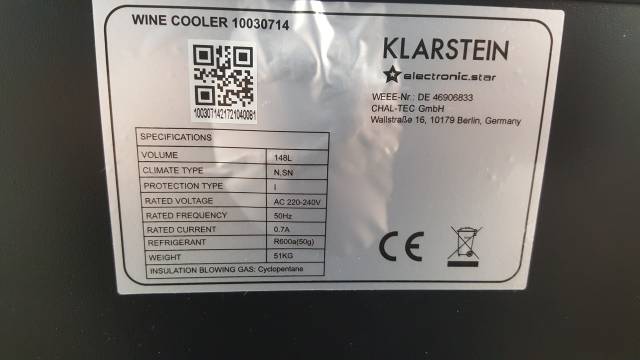 WINE COOLER 10030714
1003071421721040081
KLARSTEIN
electronic.star
WEEE-Nr.: DE 46906833
CHAL-TEC GmbH
Wallstraße 16, 10179 Berlin, Germany
SPECIFICATIONS
VOLUME 148L
CLIMATE TYPE N,SN
PROTECTION TYPE I
RATED VOLTAGE AC 220-240V
RATED FREQUENCY 50Hz
RATED CURRENT 0.7A
REFRIGERANT R600a(50g)
WEIGHT 51KG
INSULATION BLOWING GAS: Cyclopentane
CE